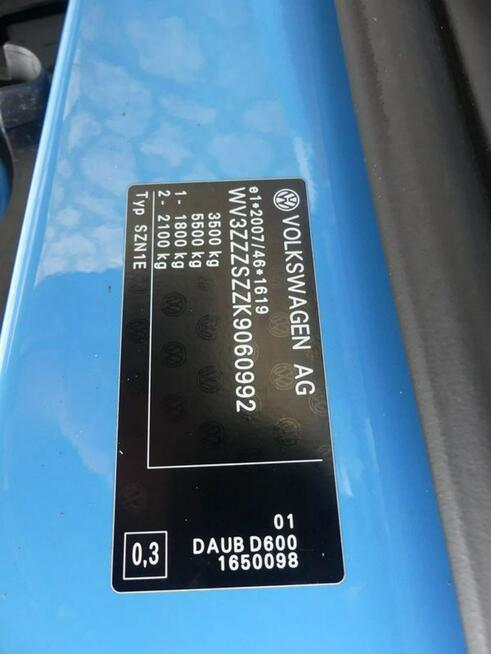 VOLKSWAGEN AG
e1*2007/46*1619
WV3ZZZSZZK9060992
3500 kg
5500 kg
1- 1800 kg
2- 2100 kg
Typ SZN1E
01
DAUB D600
1650098
0,3